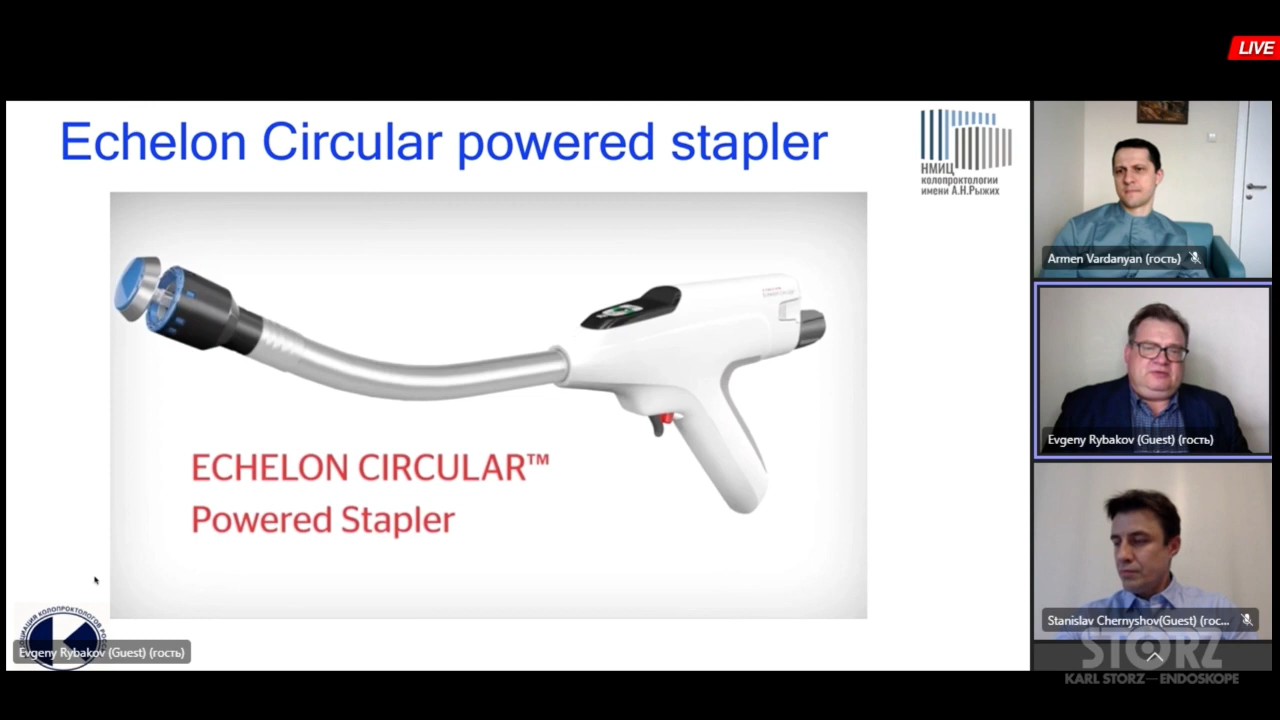 LIVE
Echelon Circular powered stapler
НМИЦ
колопроктологии
имени А.Н.Рыжих
ECHELON CIRCULAR™
Powered Stapler
Evgeny Rybakov (Guest) (гость)
Armen Vardanyan (гость)
Evgeny Rybakov (Guest) (гость)
Stanislav Chernyshov(Guest) (гос...
STORZ
KARL STORZ—ENDOSKOPE